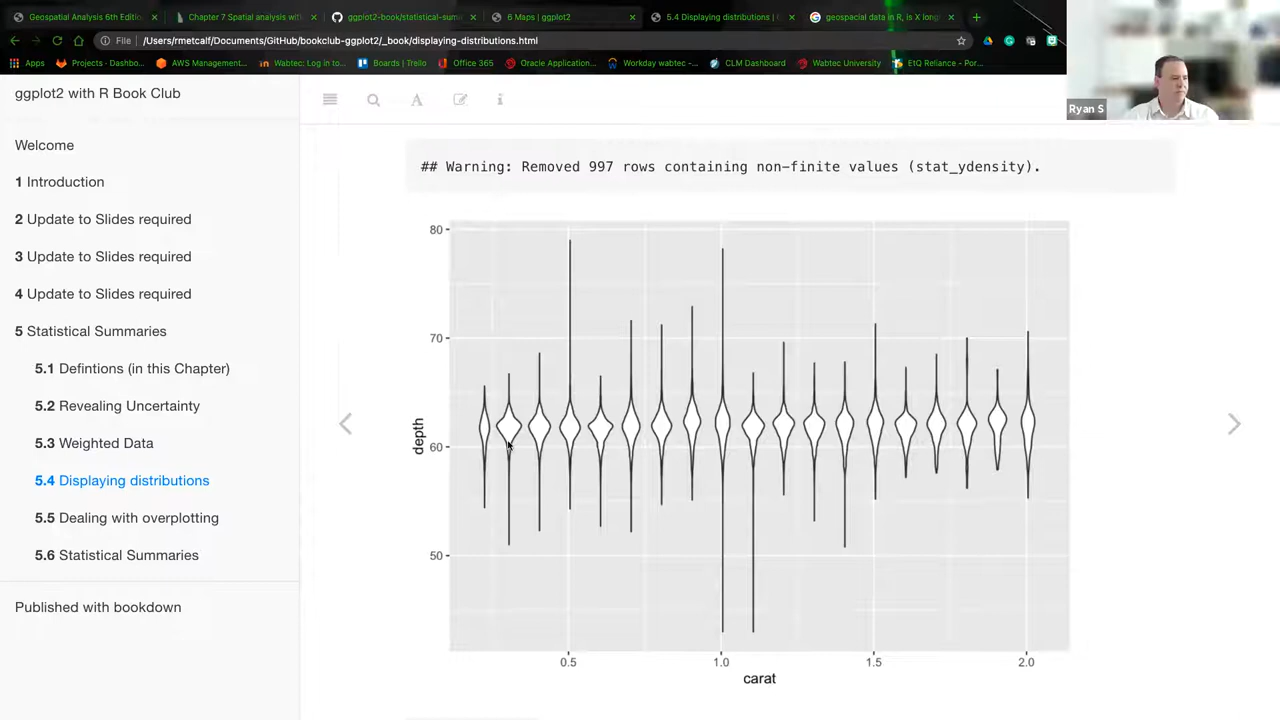 Geospatial Analysis 6th Editi
Chapter 7 Spatial analysis wit
ggplot2-book/statistical-sum
6 Maps | ggplot2
5.4 Displaying distributions |
geospacial data in R, is X long
File | /Users/rmetcalf/Documents/GitHub/bookclub-ggplot2/_book/displaying-distributions.html
Apps
Projects - Dashbo...
AWS Management...
Wabtec: Log in to...
Boards | Trello
Office 365
Oracle Application...
Workday wabtec -...
CLM Dashboard
Wabtec University
EtQ Reliance - Por...
Ryan S
ggplot2 with R Book Club
Welcome
1 Introduction
2 Update to Slides required
3 Update to Slides required
4 Update to Slides required
5 Statistical Summaries
5.1 Defintions (in this Chapter)
5.2 Revealing Uncertainty
5.3 Weighted Data
5.4 Displaying distributions
5.5 Dealing with overplotting
5.6 Statistical Summaries
Published with bookdown
## Warning: Removed 997 rows containing non-finite values (stat_ydensity).
80
70
60
50
depth
0.5
1.0
1.5
2.0
carat